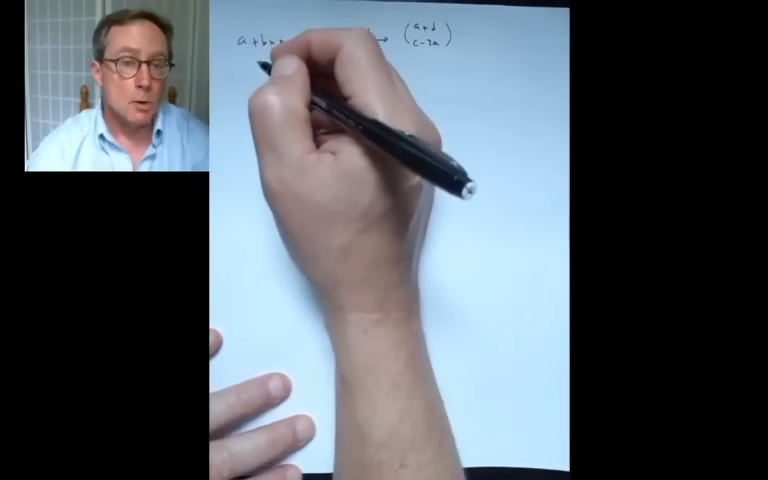 a + bx +
→ ( a + d
c - 2a )